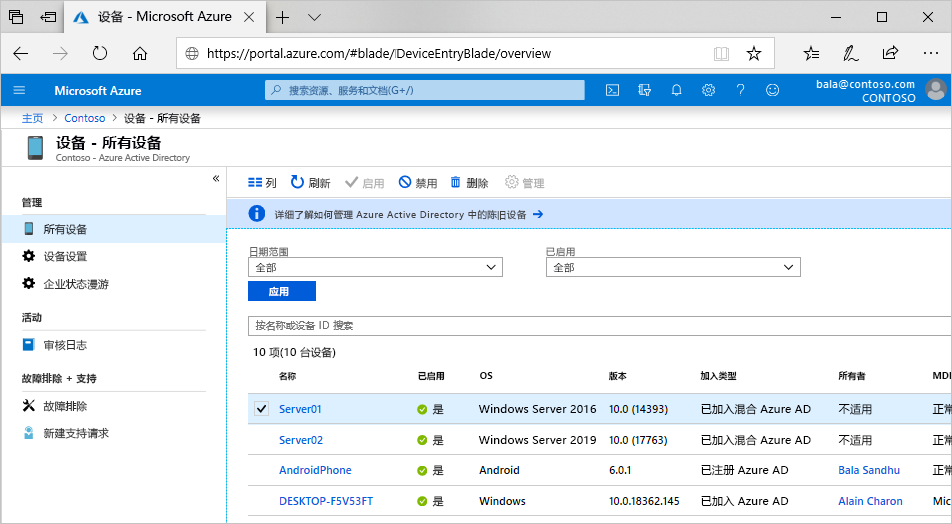 设备 - Microsoft Azure
https://portal.azure.com/#blade/DeviceEntryBlade/overview
Microsoft Azure
搜索资源、服务和文档(G+/)
bala@contoso.com
CONTOSO
主页 > Contoso > 设备 - 所有设备
设备 - 所有设备
Contoso - Azure Active Directory
管理
所有设备
设备设置
企业状态漫游
活动
审核日志
故障排除 + 支持
故障排除
新建支持请求
列 刷新 启用 禁用 删除 管理
详细了解如何管理 Azure Active Directory 中的陈旧设备
日期范围 已启用
全部 全部
应用
按名称或设备 ID 搜索
10 项(10 台设备)
名称 已启用 OS 版本 加入类型 所有者 MD
Server01 是 Windows Server 2016 10.0 (14393) 已加入混合 Azure AD 不适用 正常
Server02 是 Windows Server 2019 10.0 (17763) 已加入混合 Azure AD 不适用 正常
AndroidPhone 是 Android 6.0.1 已注册 Azure AD Bala Sandhu 正常
DESKTOP-F5V53FT 是 Windows 10.0.18362.145 已加入 Azure AD Alain Charon Mic